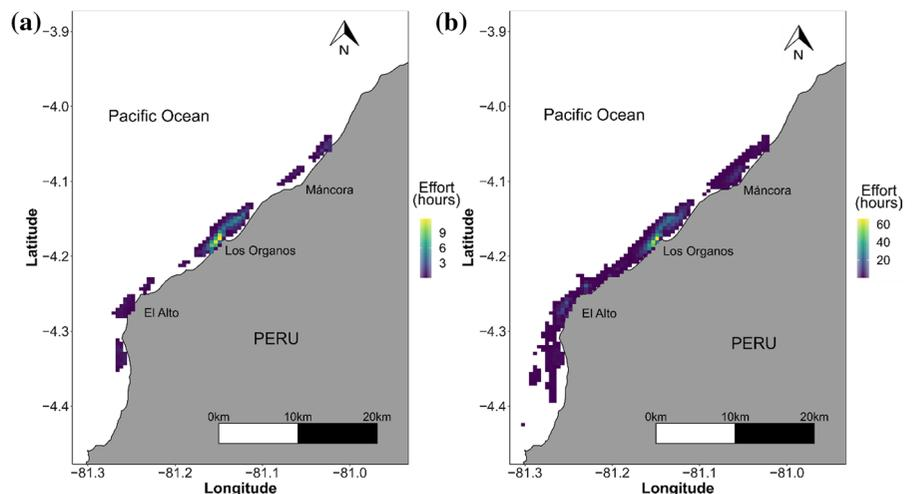 (a)
−3.9
−4.0
−4.1
−4.2
−4.3
−4.4
Latitude
N
Pacific Ocean
Máncora
Los Organos
El Alto
PERU
0km 10km 20km
−81.3 −81.2 −81.1 −81.0
Longitude
Effort
(hours)
9
6
3
(b)
−3.9
−4.0
−4.1
−4.2
−4.3
−4.4
Latitude
N
Pacific Ocean
Máncora
Los Organos
El Alto
PERU
0km 10km 20km
−81.3 −81.2 −81.1 −81.0
Longitude
Effort
(hours)
60
40
20